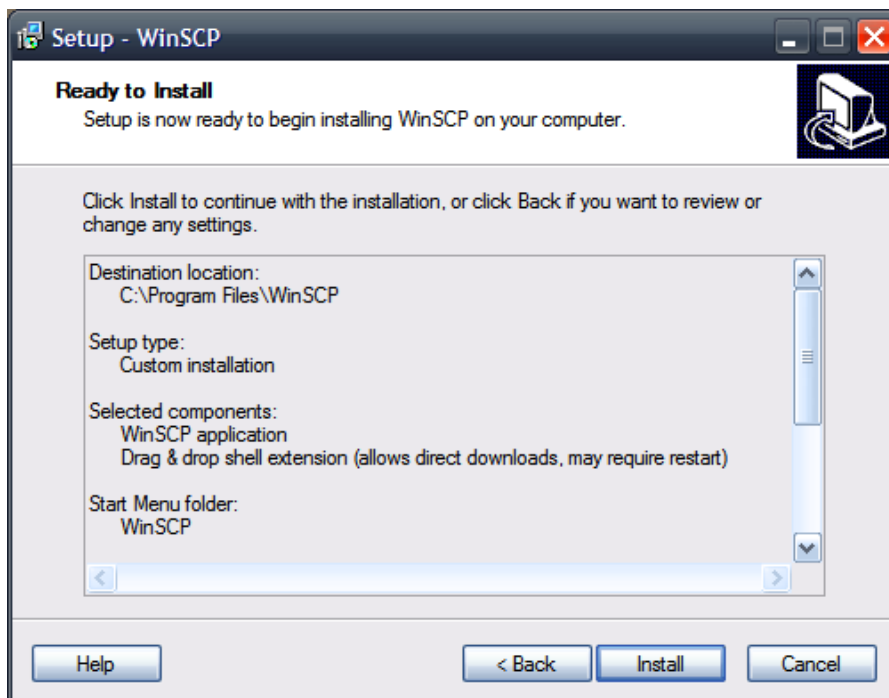 Setup - WinSCP
Ready to Install
Setup is now ready to begin installing WinSCP on your computer.
Click Install to continue with the installation, or click Back if you want to review or
change any settings.
Destination location:
C:\Program Files\WinSCP
Setup type:
Custom installation
Selected components:
WinSCP application
Drag & drop shell extension (allows direct downloads, may require restart)
Start Menu folder:
WinSCP
Help
< Back
Install
Cancel